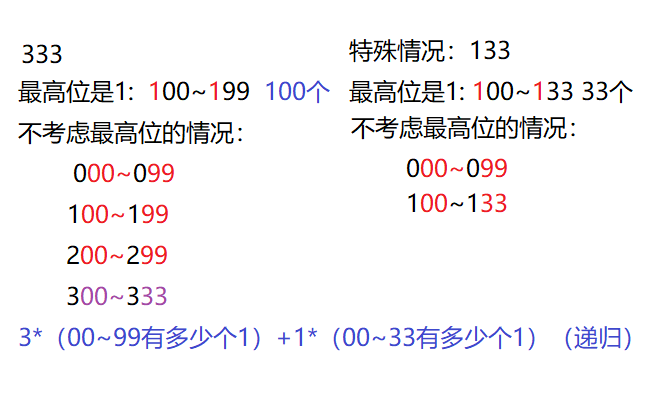 333
最高位是1: 100~199 100个
不考虑最高位的情况:
000~099
100~199
200~299
300~333
特殊情况: 133
最高位是1: 100~133 33个
不考虑最高位的情况:
000~099
100~133
3*（00~99有多少个1）+1*（00~33有多少个1）（递归）